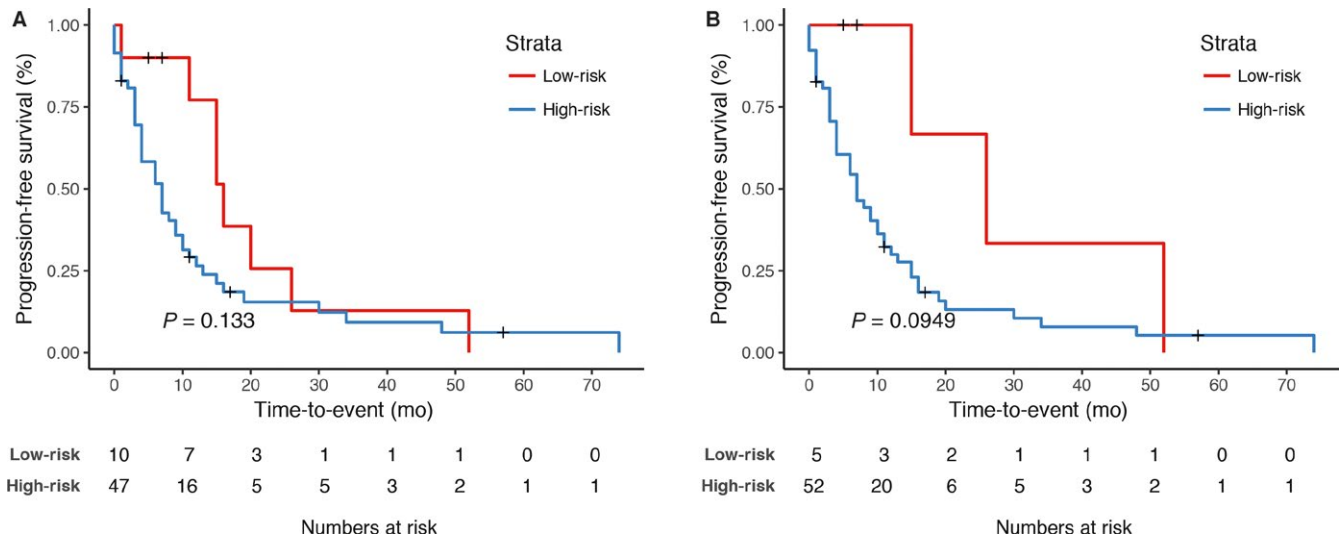 A
Progression-free survival (%)
1.00
0.75
0.50
0.25
0.00
Strata
Low-risk
High-risk
P = 0.133
0 10 20 30 40 50 60 70
Time-to-event (mo)
Low-risk 10 7 3 1 1 1 0 0
High-risk 47 16 5 5 3 2 1 1
Numbers at risk
B
Progression-free survival (%)
1.00
0.75
0.50
0.25
0.00
Strata
Low-risk
High-risk
P = 0.0949
0 10 20 30 40 50 60 70
Time-to-event (mo)
Low-risk 5 3 2 1 1 1 0 0
High-risk 52 20 6 5 3 2 1 1
Numbers at risk